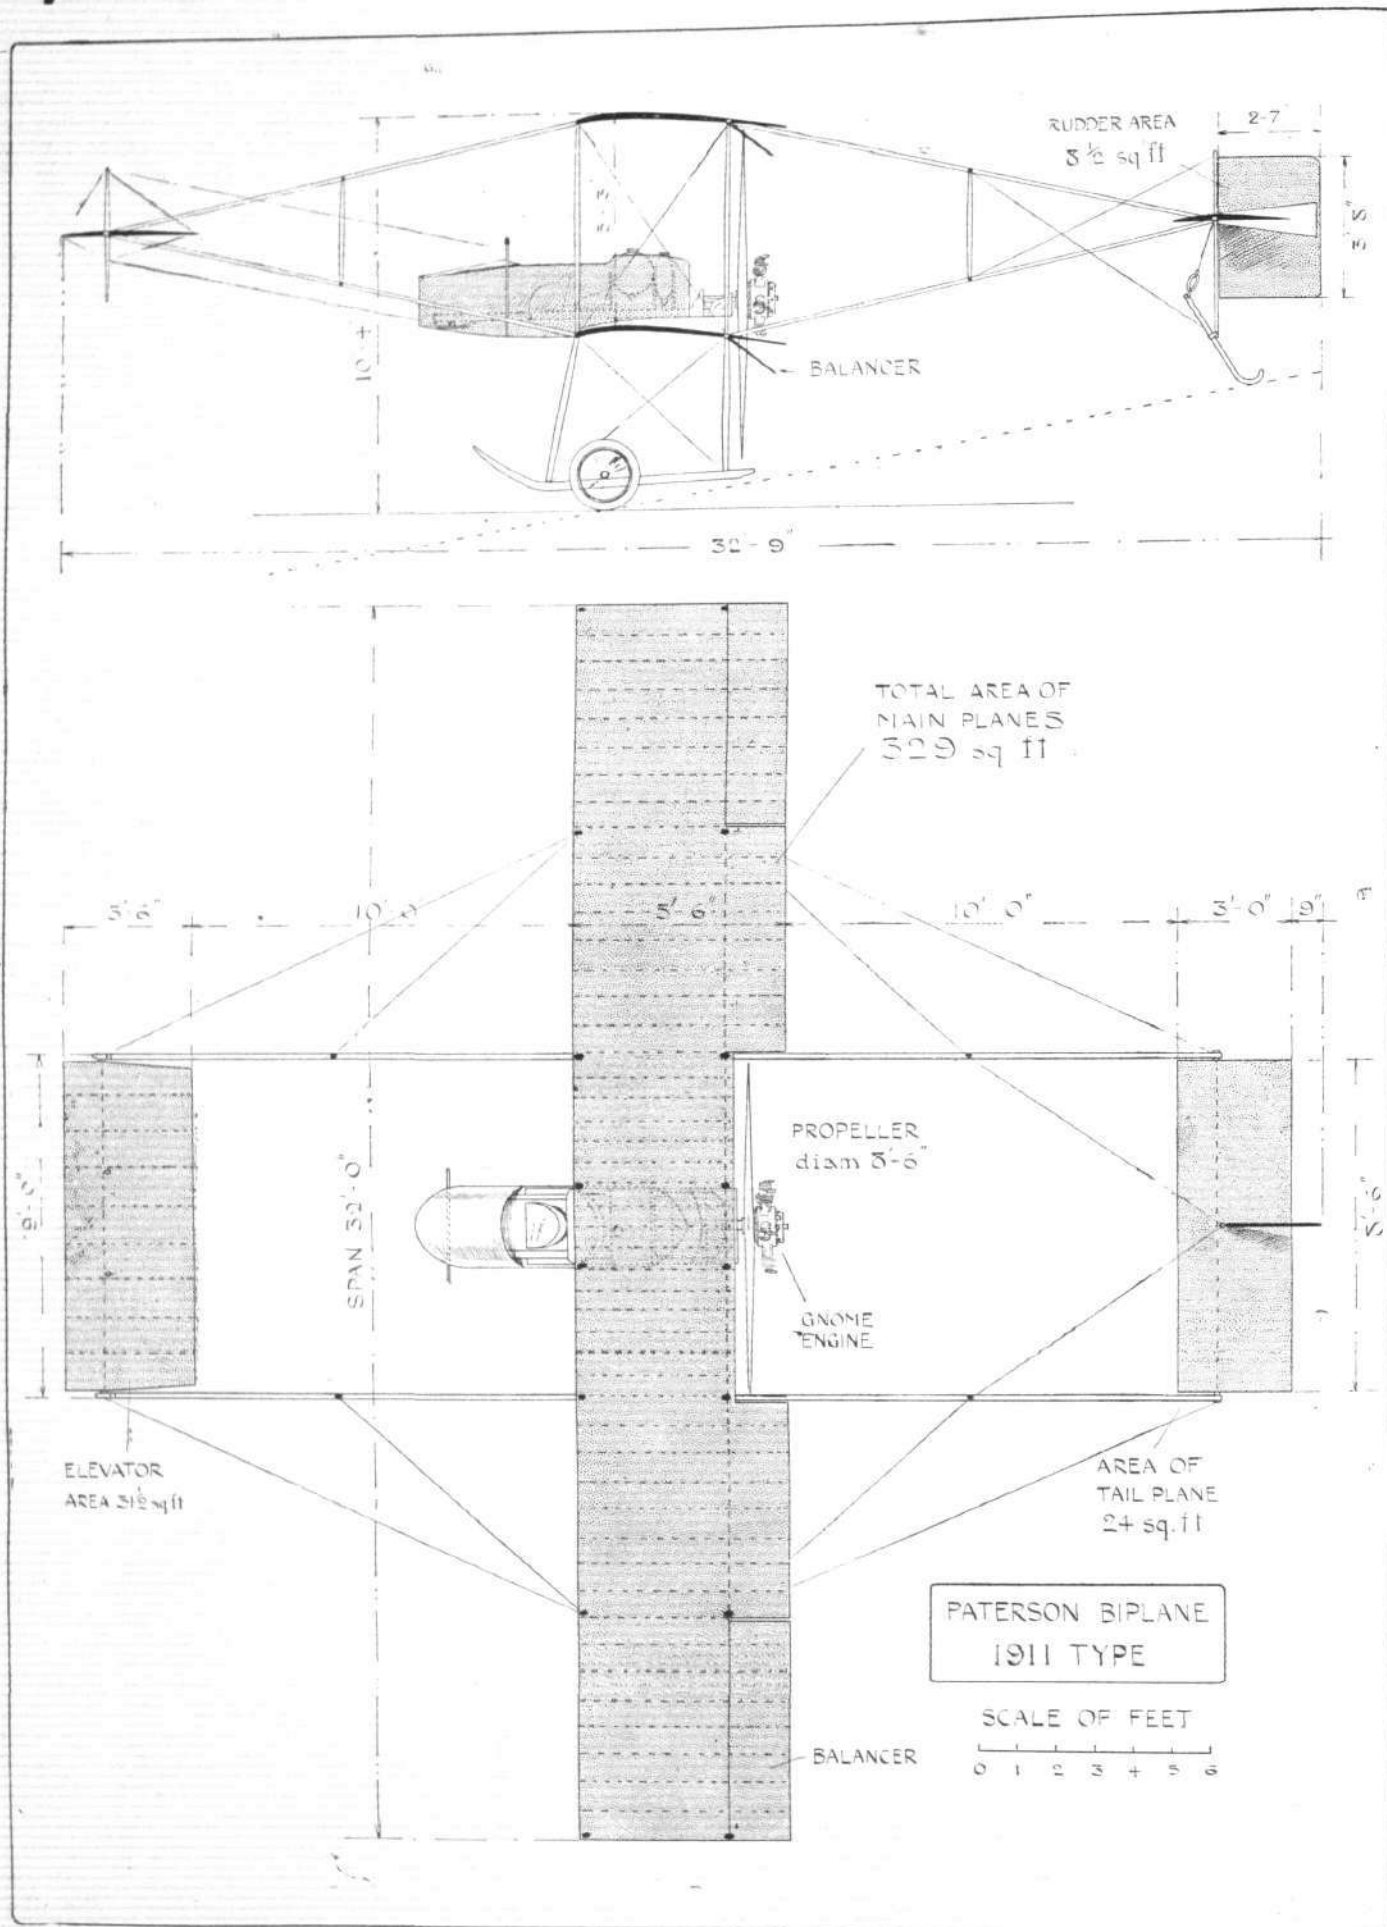 RUDDER AREA
8 ½ sq ft
2-7
3'8"
10-4
BALANCER
32'-9"
TOTAL AREA OF
MAIN PLANES
329 sq ft
3'-6"
10'-0
5'-6"
10'-0"
3'-0"
9"
PROPELLER
diam 8'-6"
9'-0"
SPAN 32'-0"
8'-6"
GNOME
ENGINE
ELEVATOR
AREA 31½ sq ft
AREA OF
TAIL PLANE
24 sq. ft
PATERSON BIPLANE
1911 TYPE
SCALE OF FEET
0 1 2 3 4 5 6
BALANCER